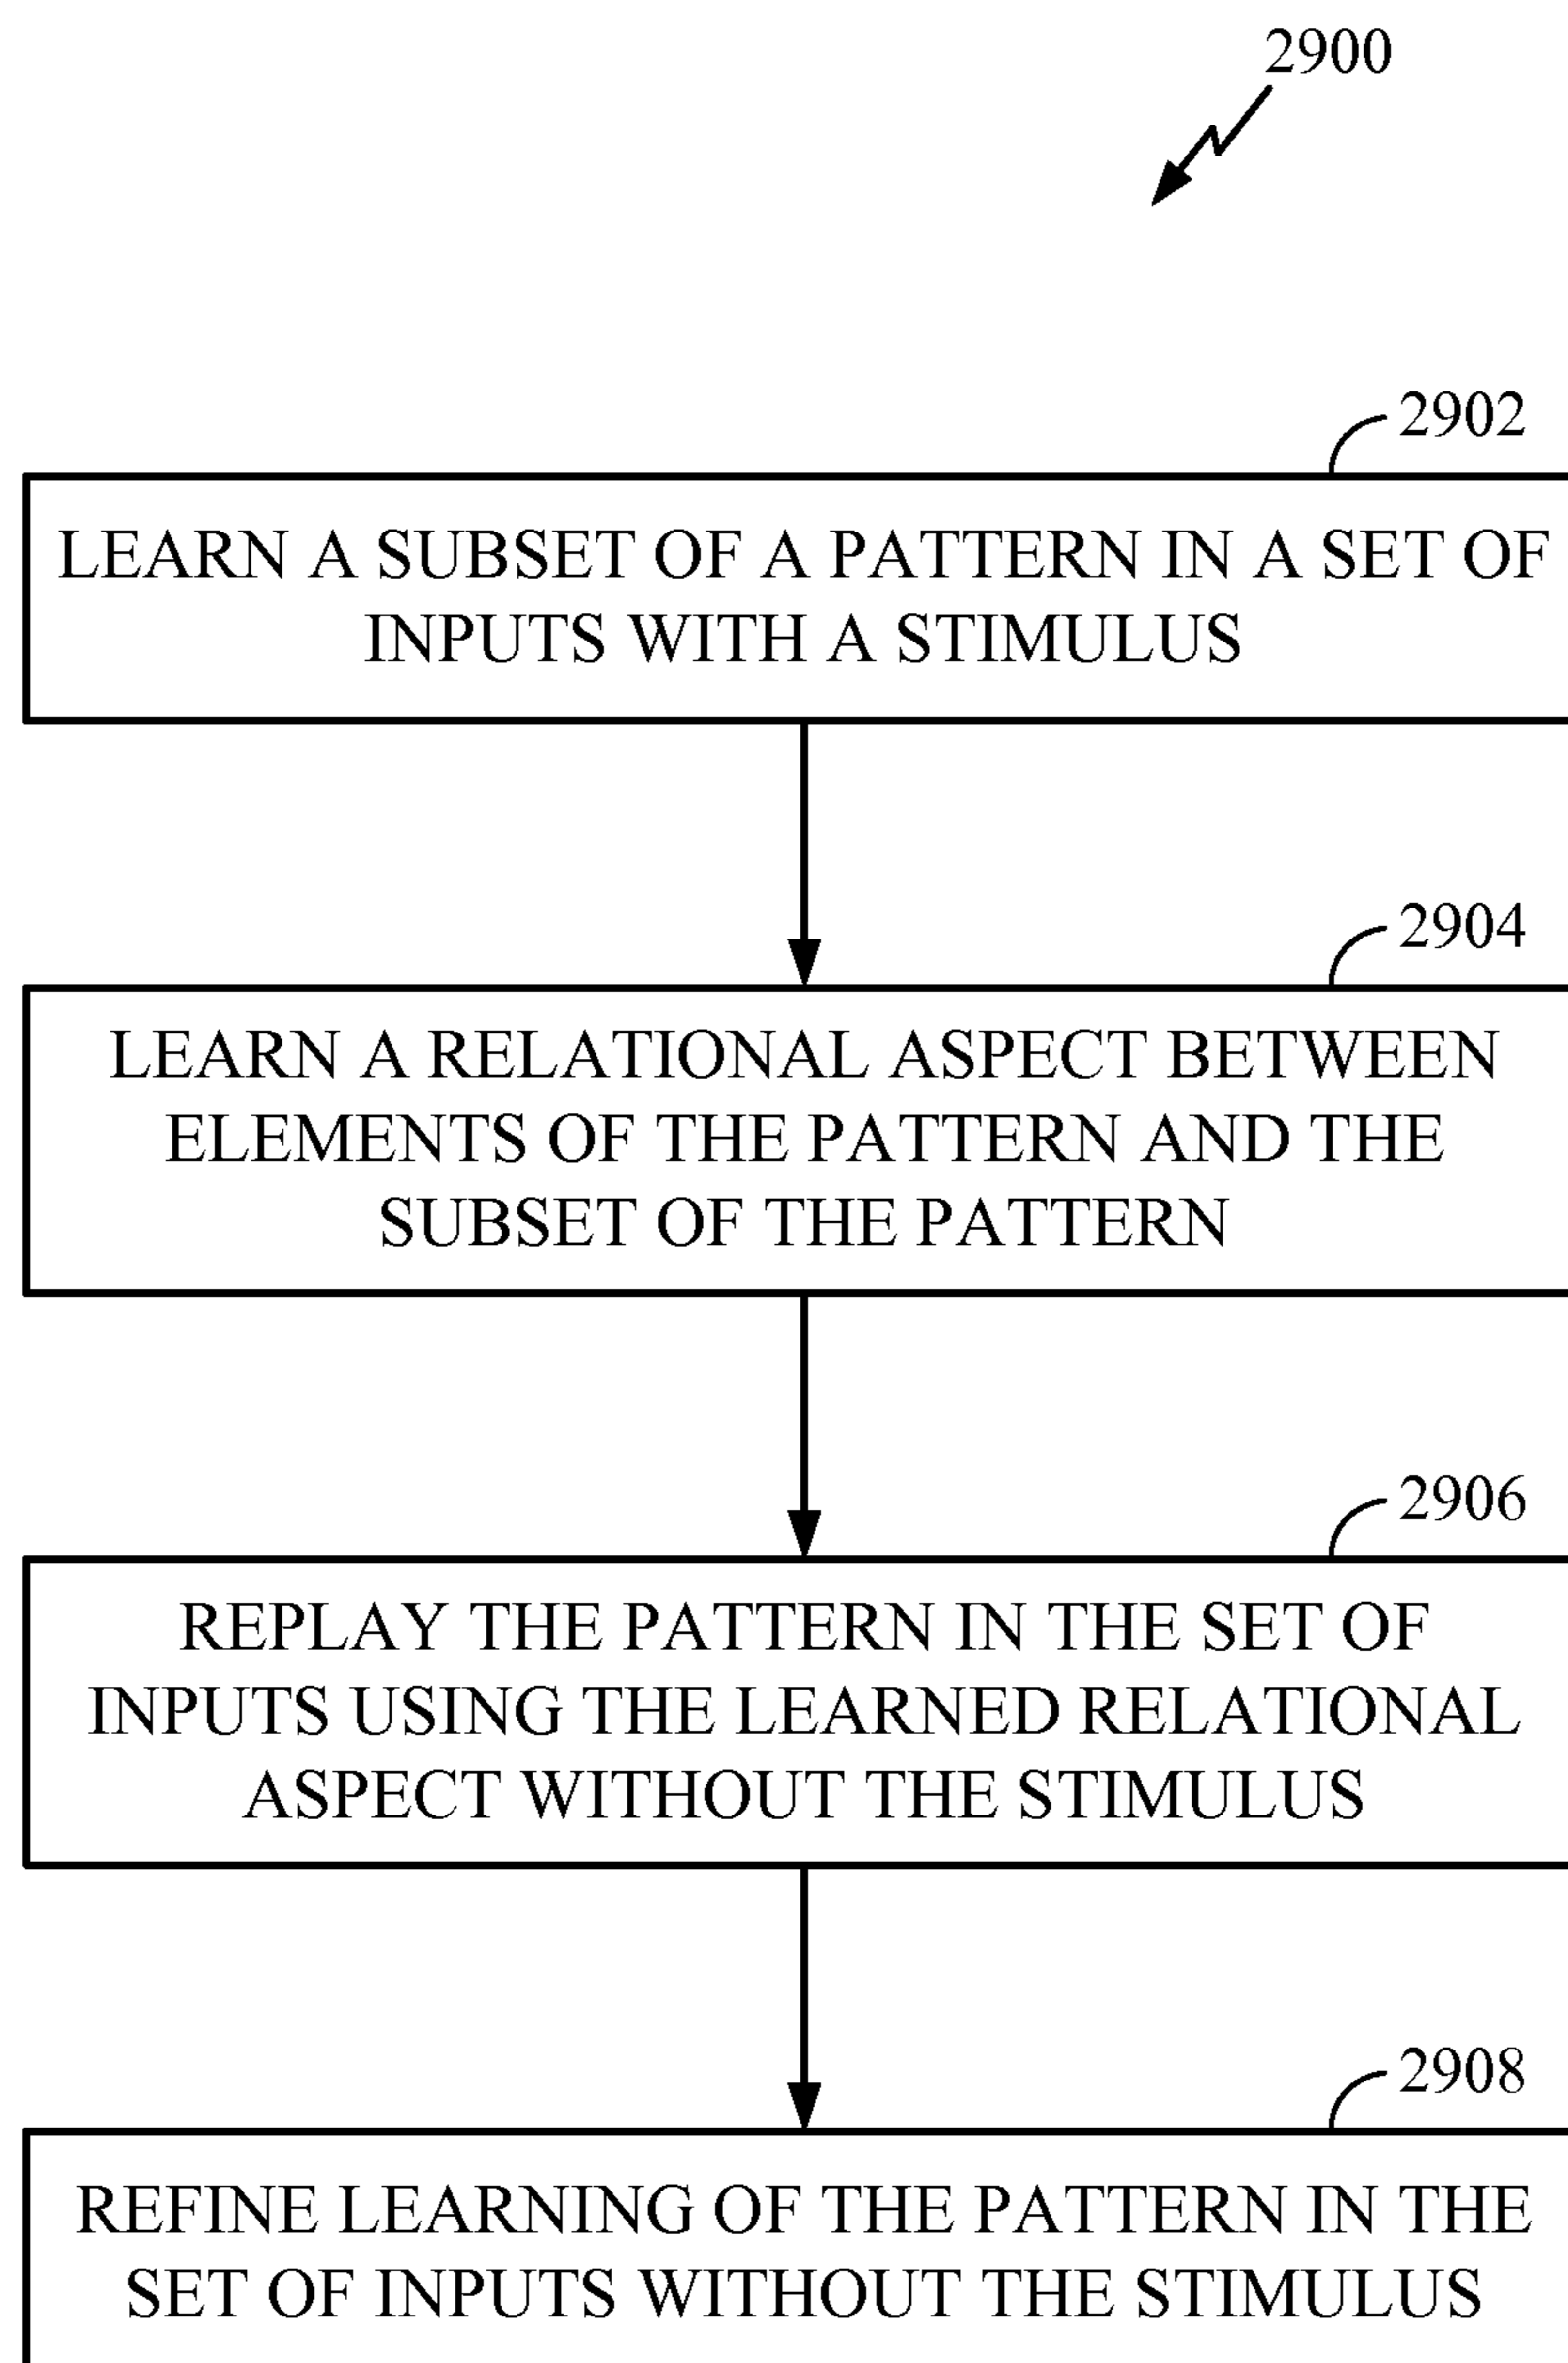 2900
2902
LEARN A SUBSET OF A PATTERN IN A SET OF
INPUTS WITH A STIMULUS
2904
LEARN A RELATIONAL ASPECT BETWEEN
ELEMENTS OF THE PATTERN AND THE
SUBSET OF THE PATTERN
2906
REPLAY THE PATTERN IN THE SET OF
INPUTS USING THE LEARNED RELATIONAL
ASPECT WITHOUT THE STIMULUS
2908
REFINE LEARNING OF THE PATTERN IN THE
SET OF INPUTS WITHOUT THE STIMULUS